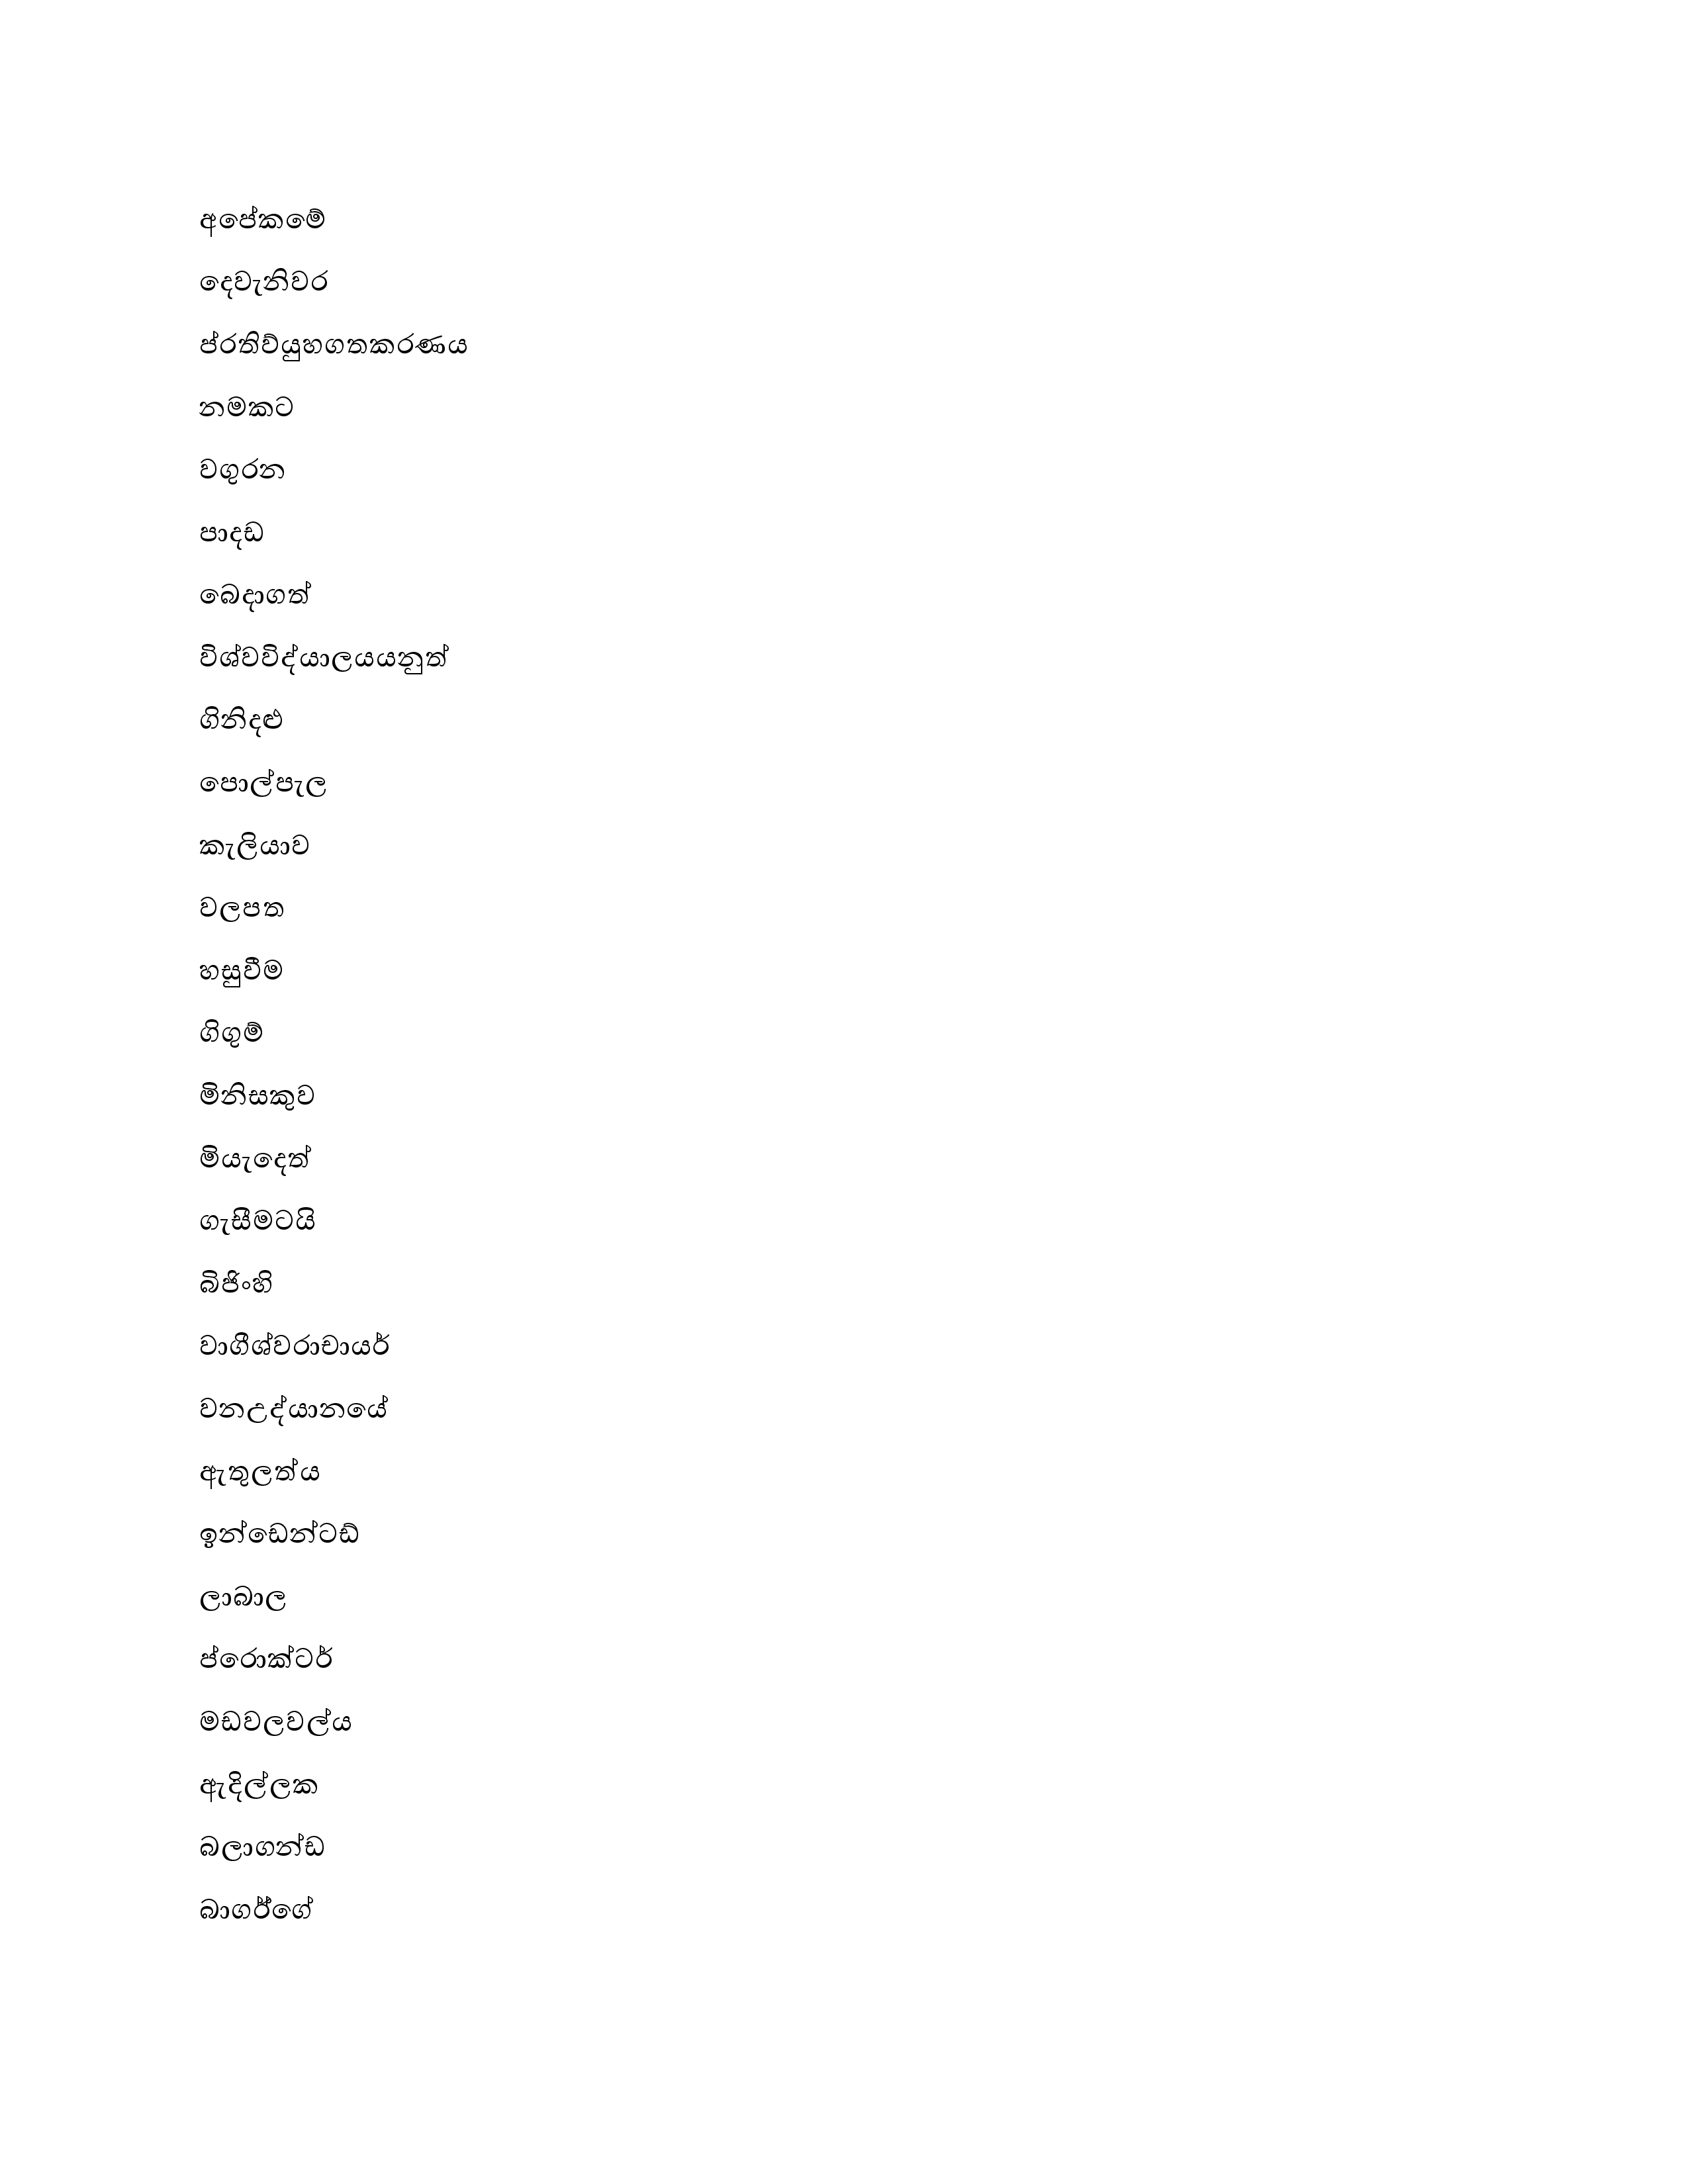 අපේකමේ
දෙවැනිවර
ප්රතිව්යුහගතකරණය
නමකට
වගුරන
පාදඩ
බෙදාගත්
විශ්වවිද්යාලයයනුත්
ගිනිදළු
පොල්පැල
කැලියාව
වලපත
හසුවීම
ගිගුම්
මිනිසකුව
මියැදෙත්
ගැසීමටයි
බිජිංහි
වාගීශ්වරාචායර්
වනඋද්යානයේ
ඇතුලත්ය
ඉන්ඩෙන්ටඩ්
ලාබාල
ප්රොක්ටර්
මඩවලවල්ය
ඇදිල්ලක
බලාගන්ඩ
බාගර්ගේ